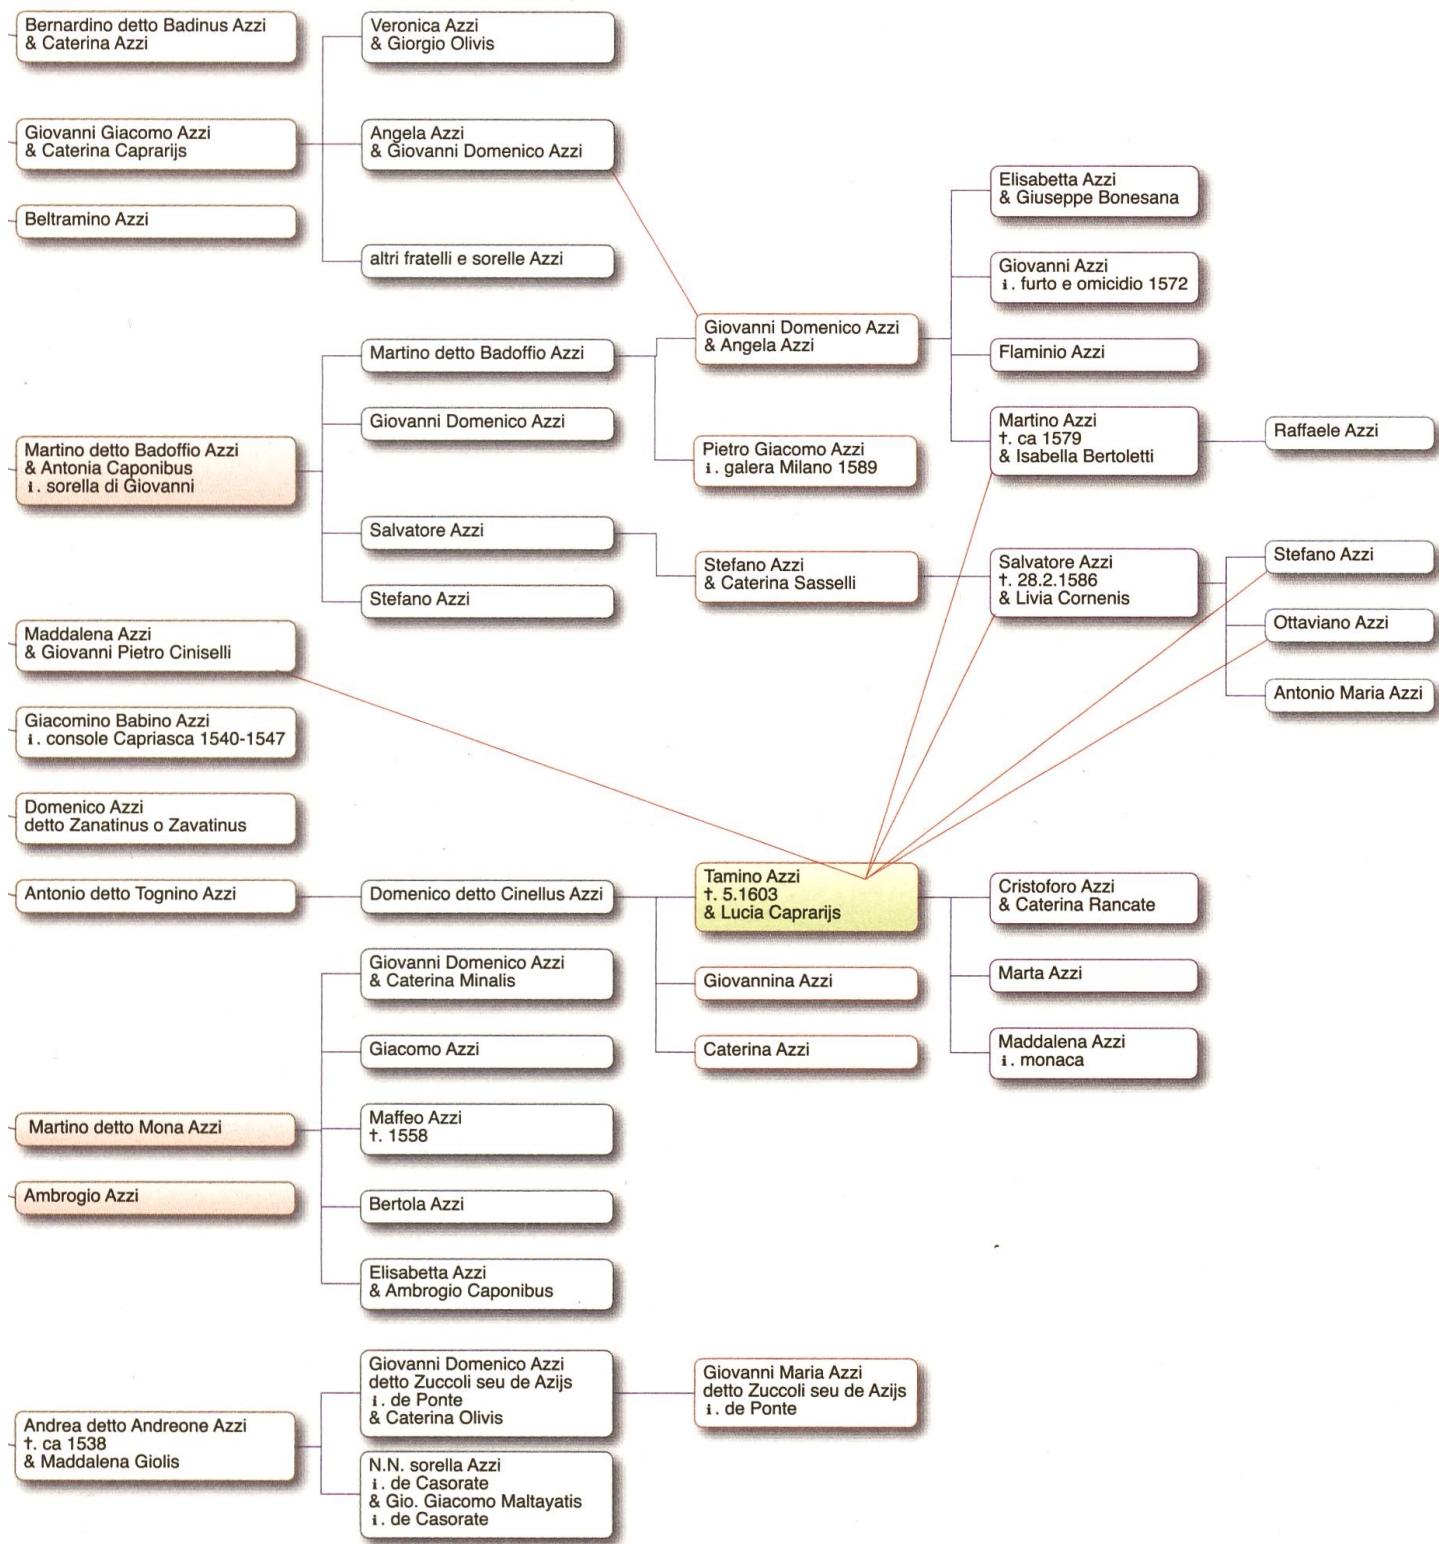 Bernardino detto Badinus Azzi
& Caterina Azzi
Giovanni Giacomo Azzi
& Caterina Caprarijs
Beltramino Azzi
Martino detto Badoffio Azzi
& Antonia Caponibus
i. sorella di Giovanni
Maddalena Azzi
& Giovanni Pietro Ciniselli
Giacomino Babino Azzi
i. console Capriasca 1540-1547
Domenico Azzi
detto Zanatinus o Zavatinus
Antonio detto Tognino Azzi
Martino detto Mona Azzi
Ambrogio Azzi
Andrea detto Andreone Azzi
†. ca 1538
& Maddalena Giolis
Veronica Azzi
& Giorgio Olivis
Angela Azzi
& Giovanni Domenico Azzi
altri fratelli e sorelle Azzi
Martino detto Badoffio Azzi
Giovanni Domenico Azzi
Salvatore Azzi
Stefano Azzi
Domenico detto Cinellus Azzi
Giovanni Domenico Azzi
& Caterina Minalis
Giacomo Azzi
Maffeo Azzi
†. 1558
Bertola Azzi
Elisabetta Azzi
& Ambrogio Caponibus
Giovanni Domenico Azzi
detto Zuccoli seu de Azijs
i. de Ponte
& Caterina Olivis
N.N. sorella Azzi
i. de Casorate
& Gio. Giacomo Maltayatis
i. de Casorate
Giovanni Domenico Azzi
& Angela Azzi
Pietro Giacomo Azzi
i. galera Milano 1589
Stefano Azzi
& Caterina Sasselli
Tamino Azzi
†. 5.1603
& Lucia Caprarijs
Giovannina Azzi
Caterina Azzi
Giovanni Maria Azzi
detto Zuccoli seu de Azijs
i. de Ponte
Elisabetta Azzi
& Giuseppe Bonesana
Giovanni Azzi
i. furto e omicidio 1572
Flaminio Azzi
Martino Azzi
†. ca 1579
& Isabella Bertoletti
Salvatore Azzi
†. 28.2.1586
& Livia Cornenis
Cristoforo Azzi
& Caterina Rancate
Marta Azzi
Maddalena Azzi
i. monaca
Raffaele Azzi
Stefano Azzi
Ottaviano Azzi
Antonio Maria Azzi